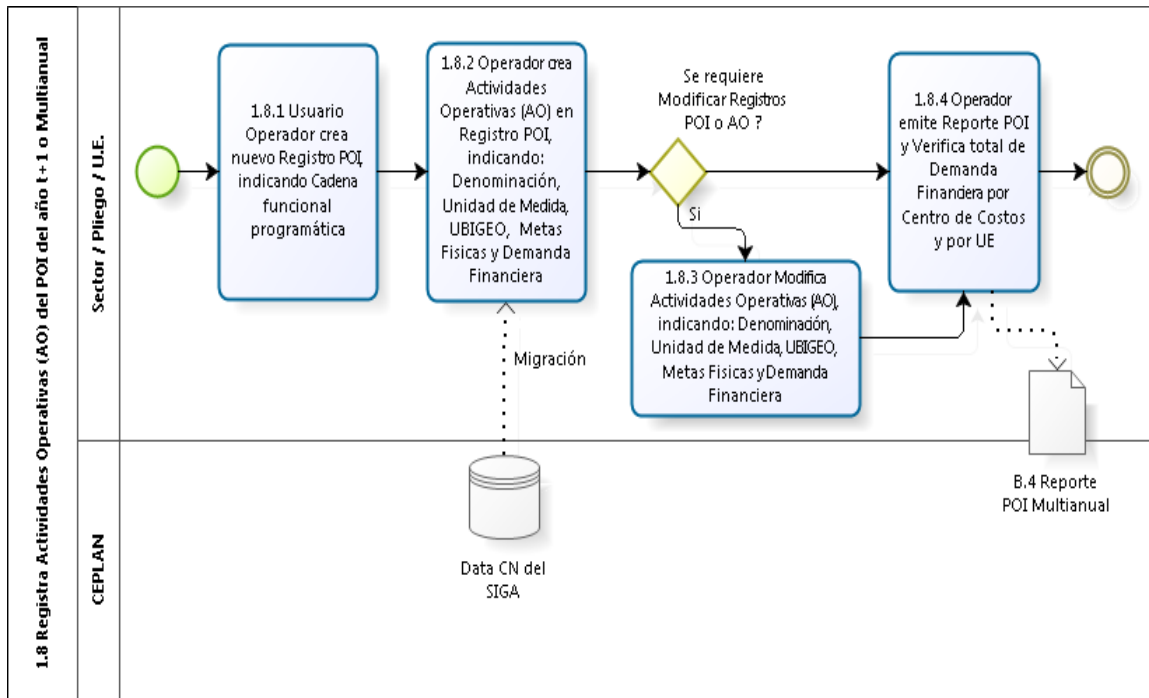 1.8 Registra Actividades Operativas (AO) del POI del año t+1 o Multianual
Sector / Pliego / U.E.
1.8.1 Usuario
Operador crea
nuevo Registro POI,
indicando Cadena
funcional
programática
1.8.2 Operador crea
Actividades
Operativas (AO) en
Registro POI,
indicando:
Denominación,
Unidad de Medida,
UBIGEO, Metas
Fisicas y Demanda
Financiera
Se requiere
Modificar Registros
POI o AO ?
Si
1.8.3 Operador Modifica
Actividades Operativas (AO),
indicando: Denominación,
Unidad de Medida, UBIGEO,
Metas Fisicas y Demanda
Financiera
1.8.4 Operador
emite Reporte POI
y Verifica total de
Demanda
Financiera por
Centro de Costos
y por UE
Migración
B.4 Reporte
POI Multianual
CEPLAN
Data CN del
SIGA